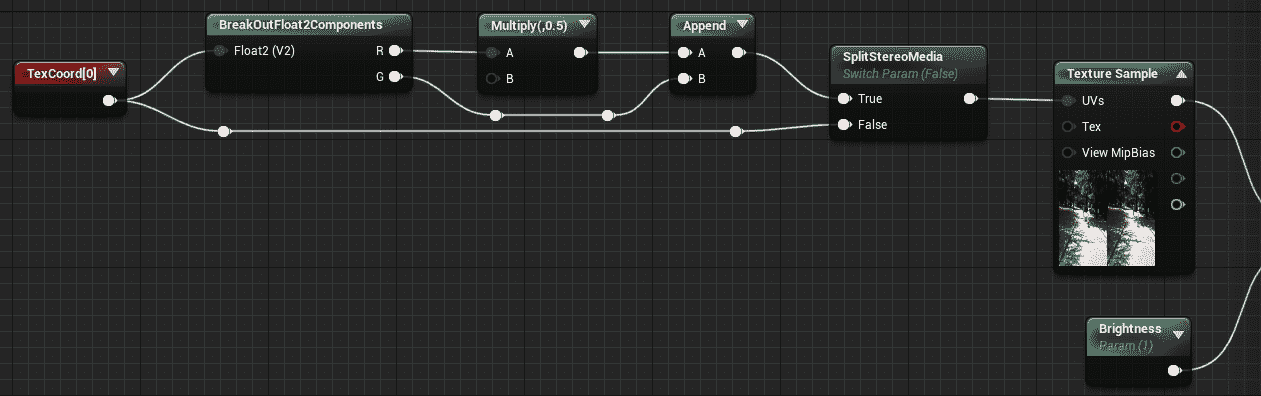 TexCoord[0]
BreakOutFloat2Components
Float2 (V2)
R
G
Multiply(,0.5)
A
B
Append
A
B
SplitStereoMedia
Switch Param (False)
True
False
Texture Sample
UVs
Tex
View MipBias
Brightness
Param (1)